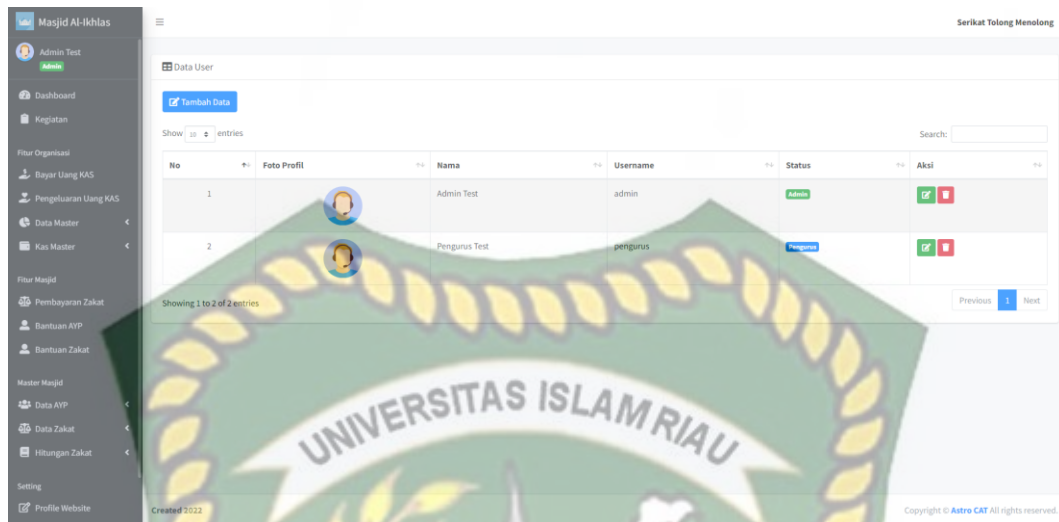 Masjid Al-Ikhlas
Serikat Tolong Menolong
Admin Test
Admin
Dashboard
Kegiatan
Fitur Organisasi
Bayar Uang KAS
Pengeluaran Uang KAS
Data Master
Kas Master
Fitur Masjid
Pembayaran Zakat
Bantuan AYP
Bantuan Zakat
Master Masjid
Data AYP
Data Zakat
Hitungan Zakat
Setting
Profile Website
Data User
Tambah Data
Show 10 entries
Search:
No Foto Profil Nama Username Status Aksi
1 Admin Test admin Admin
2 Pengurus Test pengurus Pengurus
Showing 1 to 2 of 2 entries
Previous 1 Next
UNIVERSITAS ISLAM RIAU
Created 2022
Copyright © Astro CAT All rights reserved.